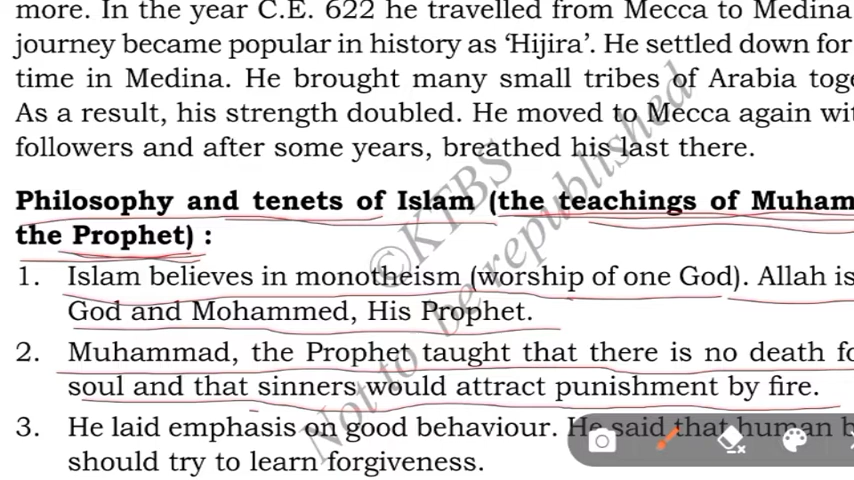 more. In the year C.E. 622 he travelled from Mecca to Medina
journey became popular in history as ‘Hijira’. He settled down for
time in Medina. He brought many small tribes of Arabia
As a result, his strength doubled. He moved to Mecca again
followers and after some years, breathed his last there.
Philosophy and tenets of Islam (the teachings of
the Prophet) :
1. Islam believes in monotheism (worship of one God). Allah is
God and Mohammed, His Prophet.
2. Muhammad, the Prophet taught that there is no death
soul and that sinners would attract punishment by fire.
3. He laid emphasis on good behaviour. He said that human
should try to learn forgiveness.
©KTBS
Not to be republished